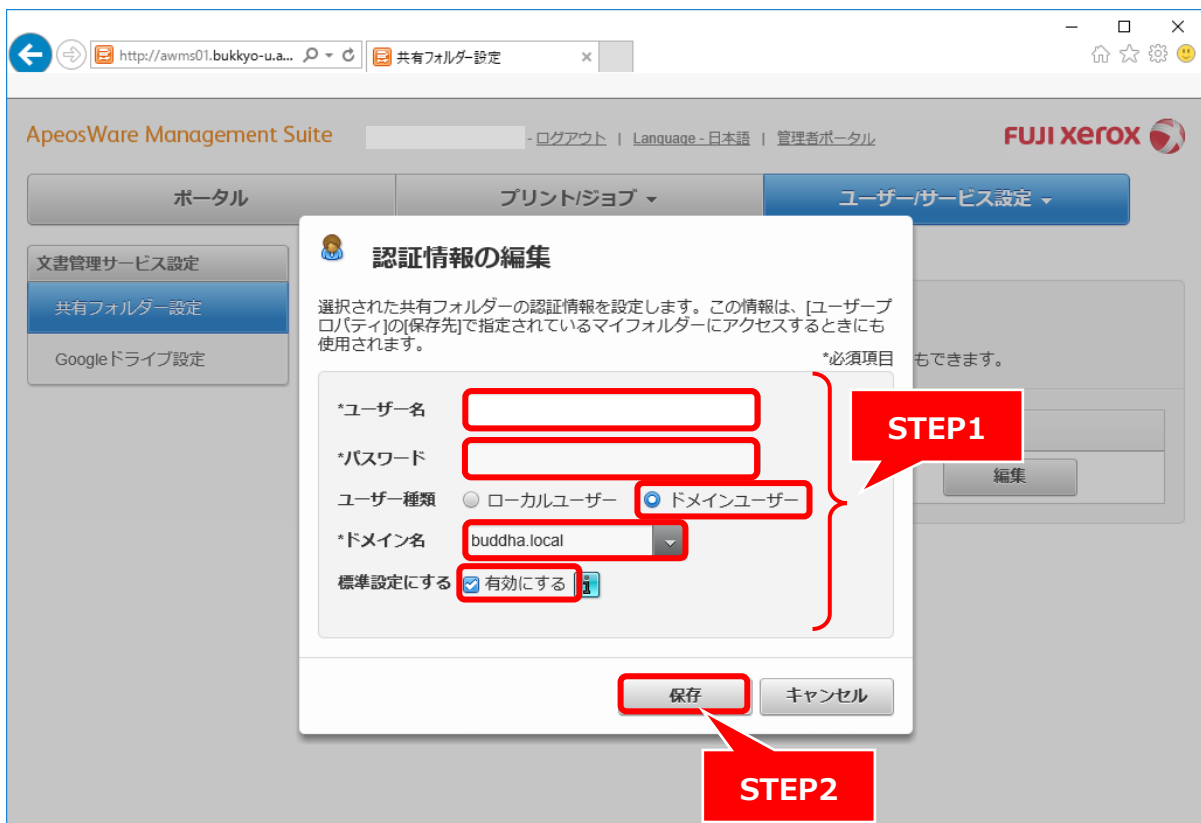 http://awms01.bukkyo-u.a...
共有フォルダー設定
ApeosWare Management Suite
- ログアウト | Language - 日本語 | 管理者ポータル
FUJI xerox
ポータル
プリント/ジョブ
ユーザー/サービス設定
文書管理サービス設定
共有フォルダー設定
Googleドライブ設定
認証情報の編集
選択された共有フォルダーの認証情報を設定します。この情報は、[ユーザープ
ロパティ]の[保存先]で指定されているマイフォルダーにアクセスするときにも
使用されます。
*必須項目
もできます。
*ユーザー名
*パスワード
ユーザー種類 ローカルユーザー ドメインユーザー
*ドメイン名 buddha.local
標準設定にする 有効にする i
STEP1
編集
保存 キャンセル
STEP2